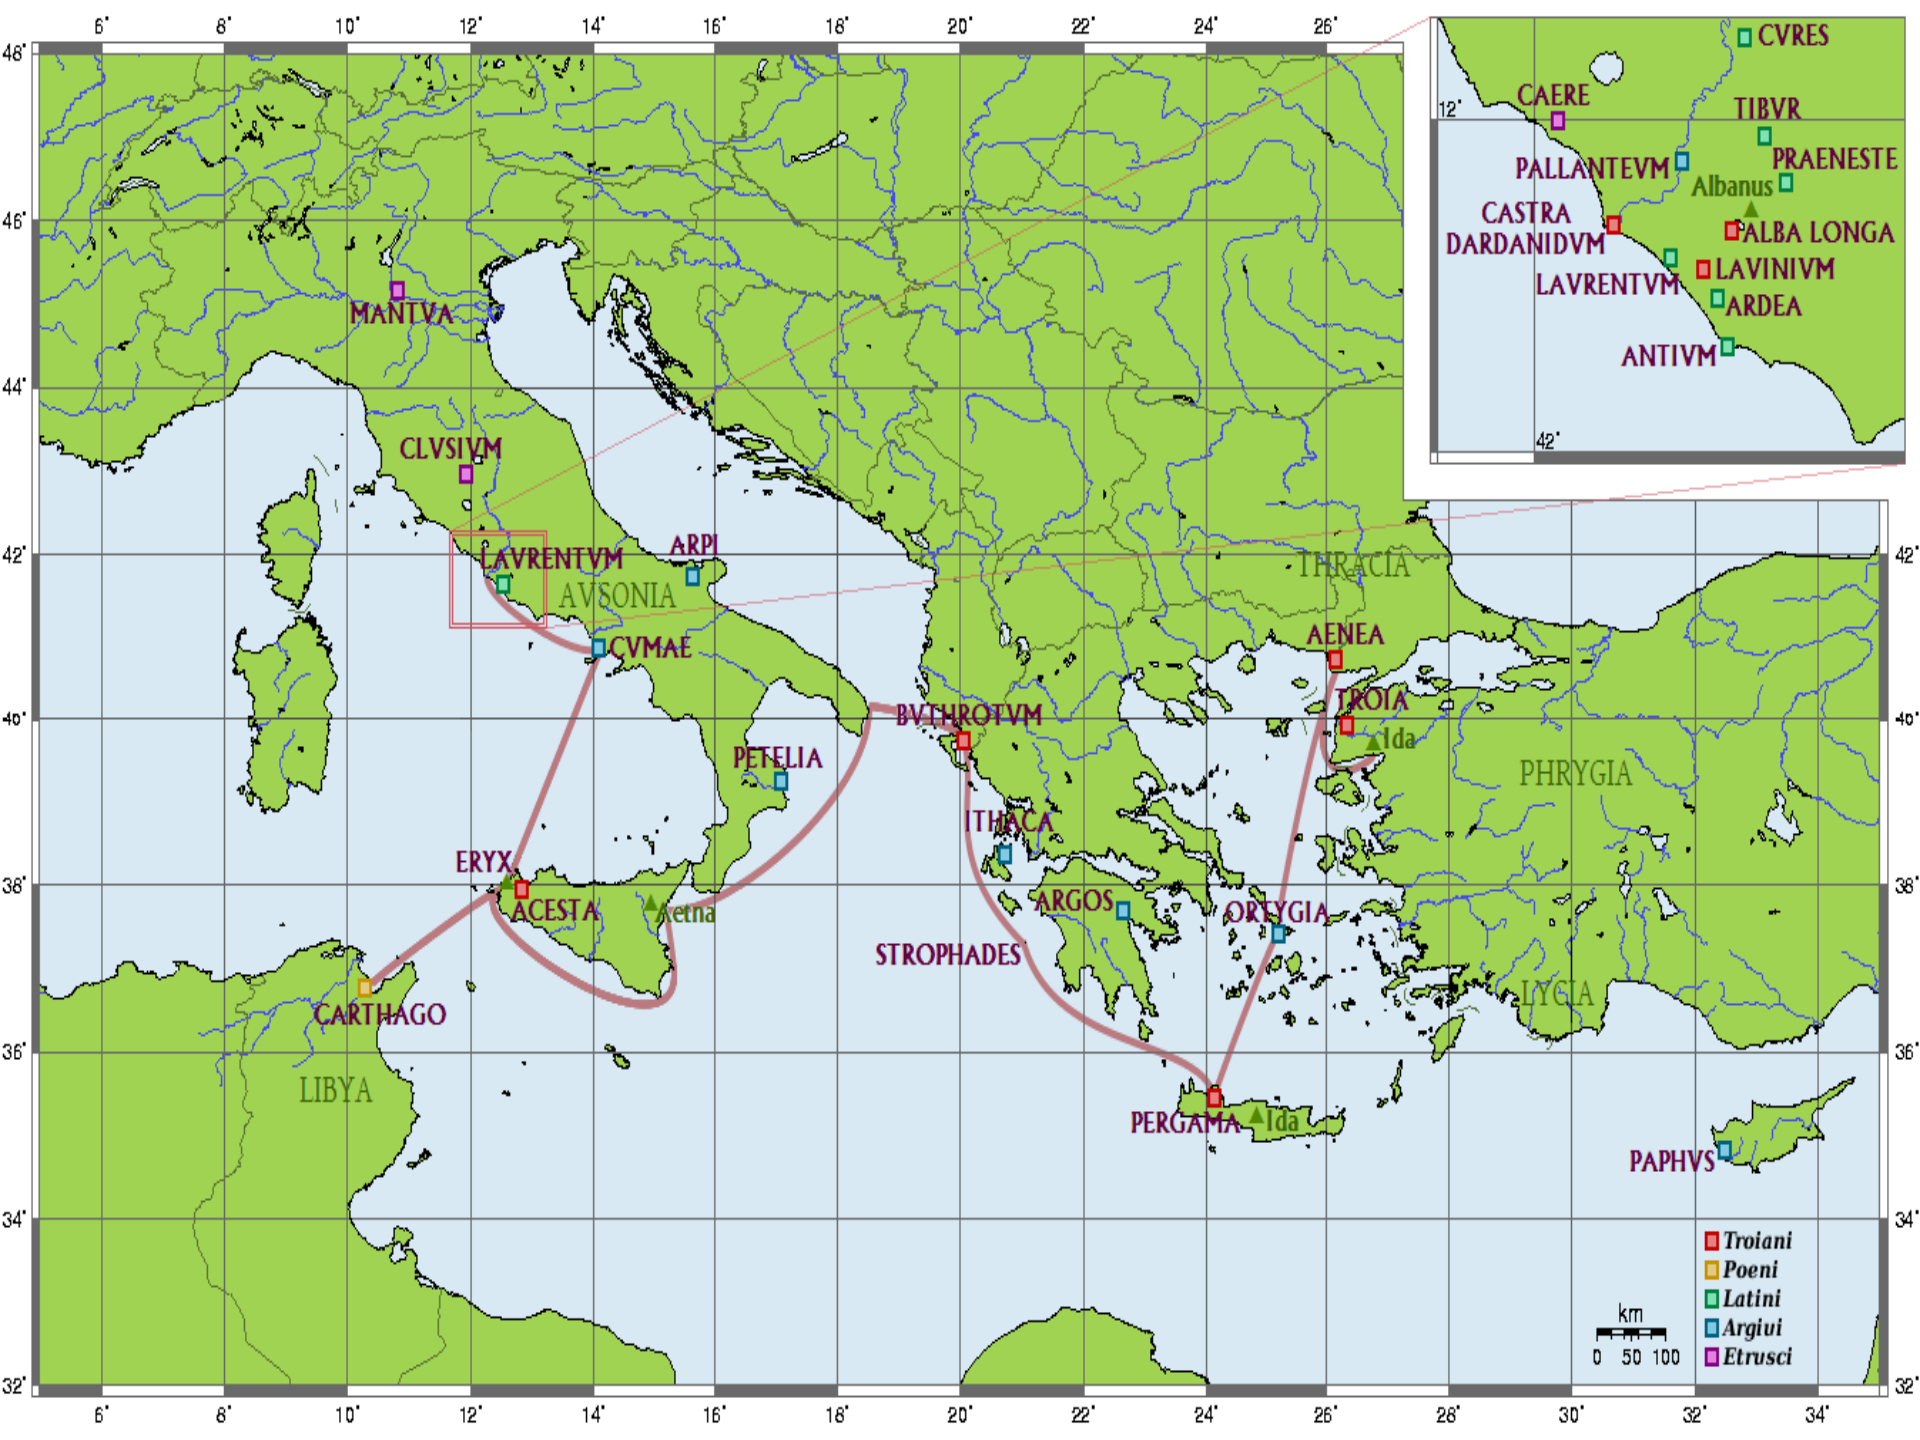 6° 8° 10° 12° 14° 16° 18° 20° 22° 24° 26°
48°
CVRES
CAERE
12°
TIBVR
PALLANTEVM
PRAENESTE
Albanus
CASTRA
DARDANIDVM
ALBA LONGA
LAVINIVM
LAVRENTVM
ARDEA
ANTIVM
42°
46°
MANTVA
44°
CLVSIVM
42°
LAVRENTVM
ARPI
AVSONIA
THRACIA
42°
CVMAE
AENEA
40°
BVTHROTVM
TROIA
40°
Ida
PETELIA
PHRYGIA
ITHACA
ERYX
38°
ACESTA
Aetna
ARGOS
ORTYGIA
38°
STROPHADES
LYCIA
CARTHAGO
36°
36°
LIBYA
PERGAMA
Ida
PAPHVS
34°
34°
Troiani
Poeni
Latini
Argiui
Etrusci
km
0 50 100
32°
32°
6° 8° 10° 12° 14° 16° 18° 20° 22° 24° 26° 28° 30° 32° 34°